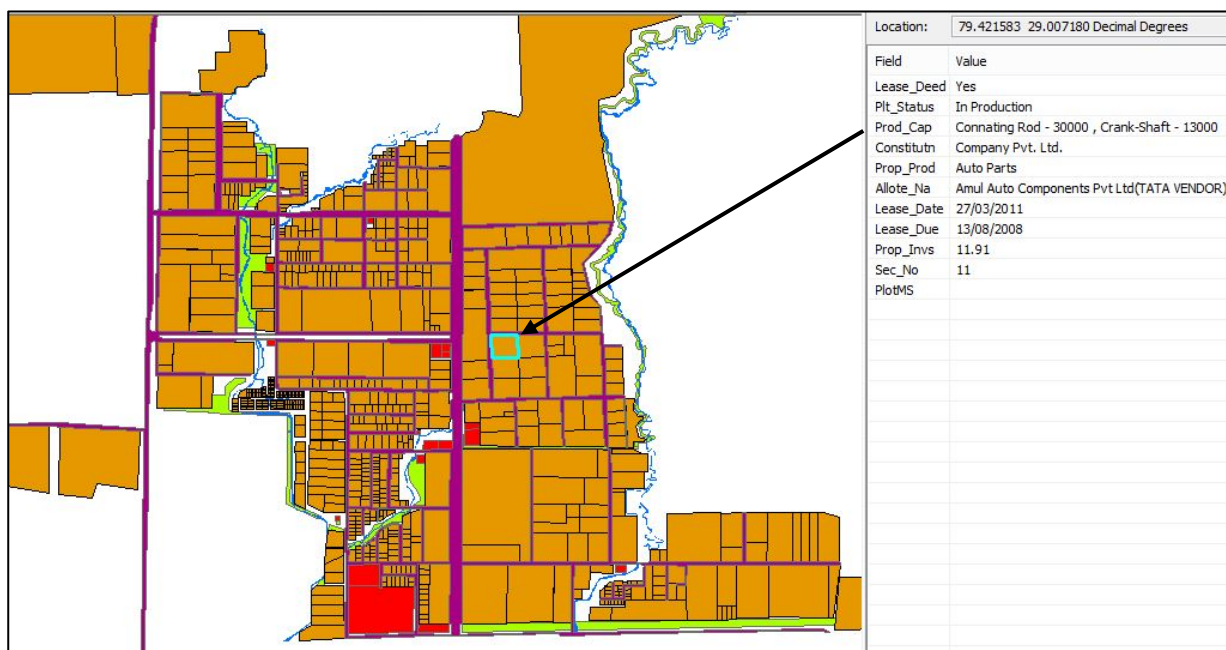 Location: 79.421583 29.007180 Decimal Degrees
Field Value
Lease_Deed Yes
Plt_Status In Production
Prod_Cap Connating Rod - 30000 , Crank-Shaft - 13000
Constitutn Company Pvt. Ltd.
Prop_Prod Auto Parts
Allote_Na Amul Auto Components Pvt Ltd(TATA VENDOR)
Lease_Date 27/03/2011
Lease_Due 13/08/2008
Prop_Invs 11.91
Sec_No 11
PlotMS